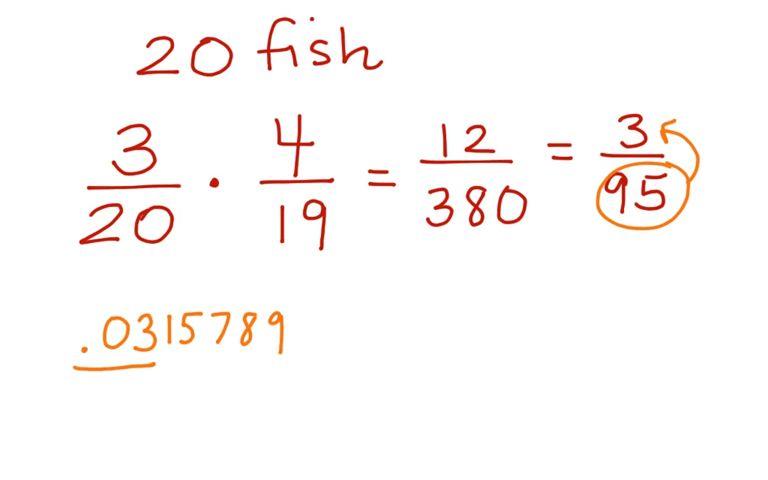 20 fish
3/20 · 4/19 = 12/380 = 3/95
.0315789